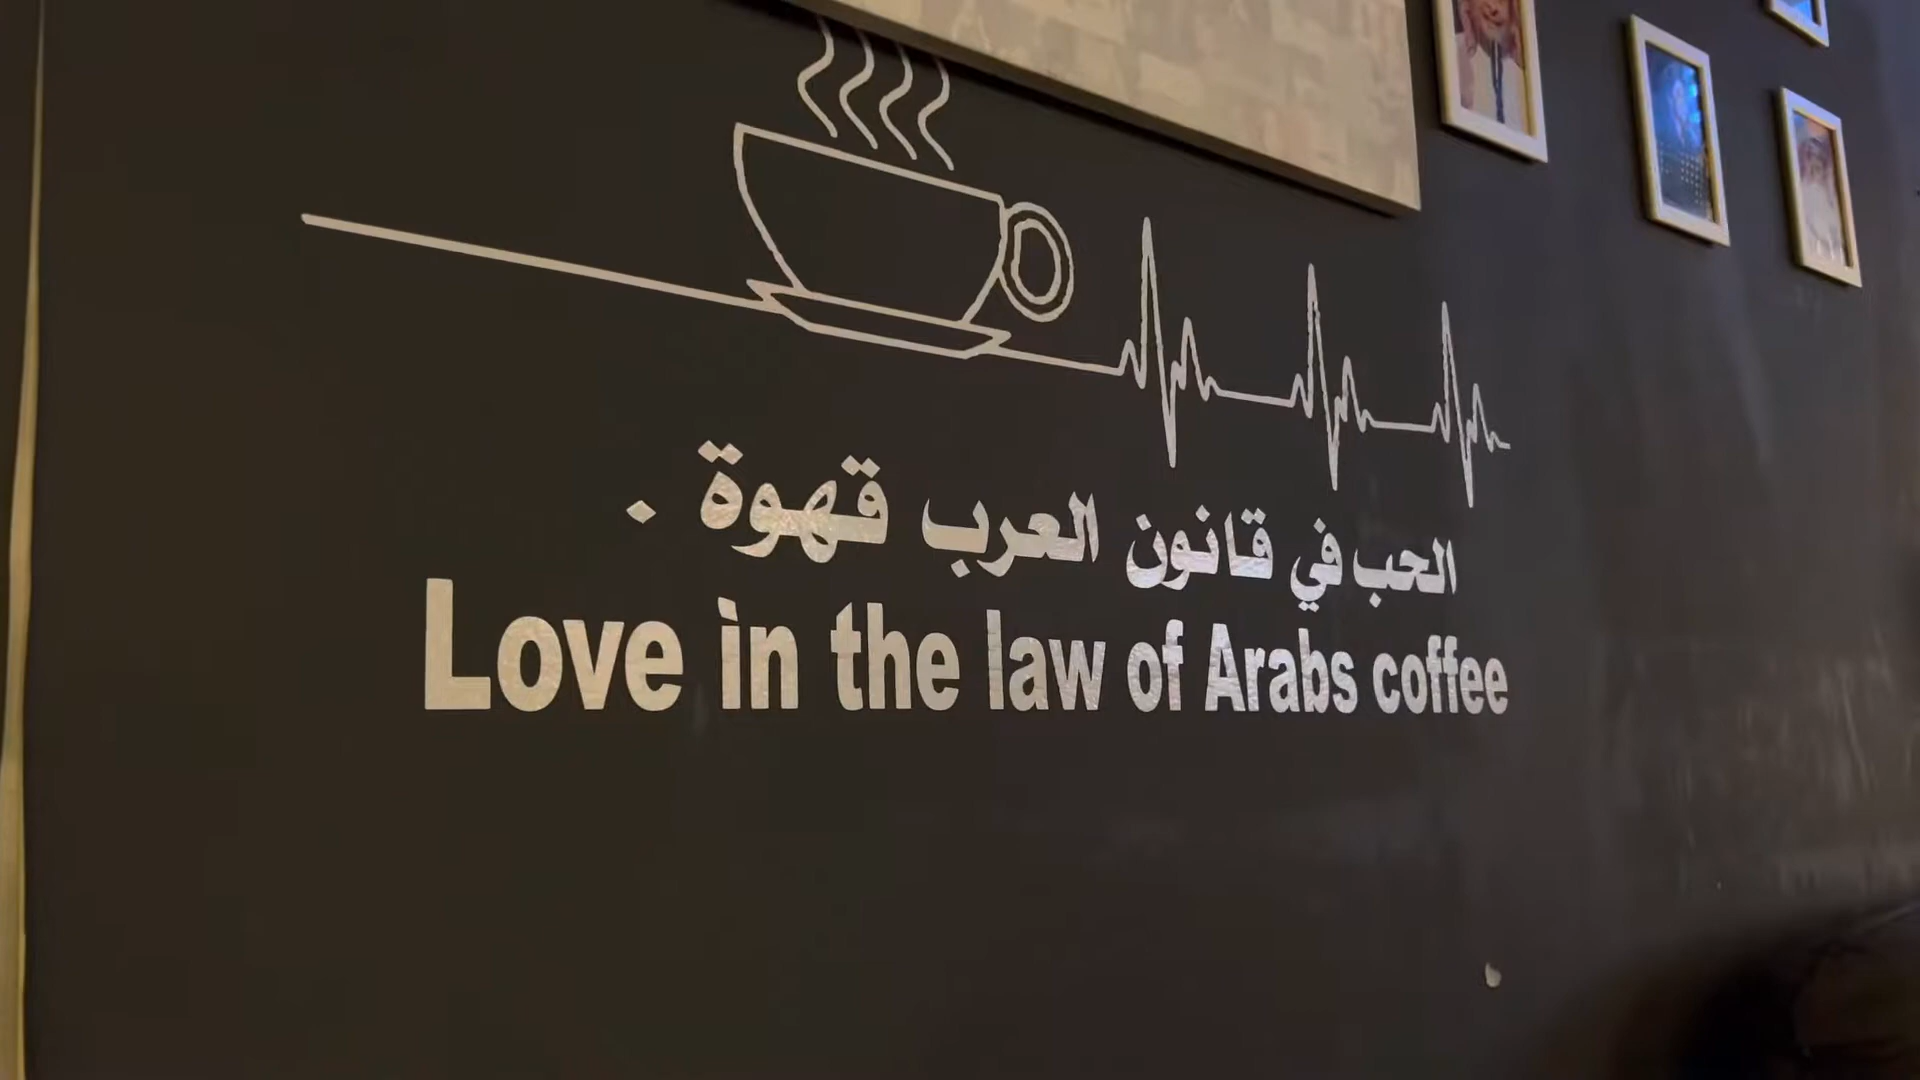 الحب في قانون العرب قهوة .
Love in the law of Arabs coffee